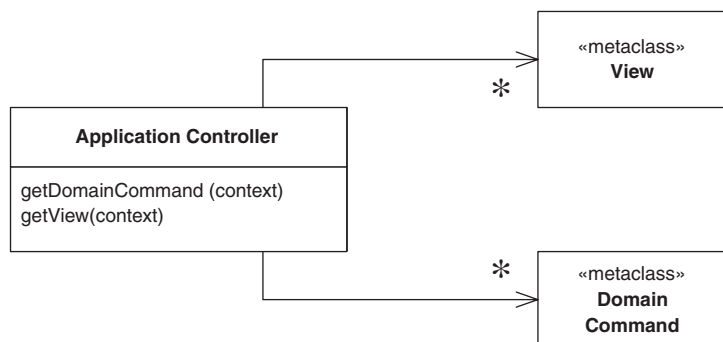 «metaclass»
View
*
Application Controller
getDomainCommand (context)
getView(context)
*
«metaclass»
Domain
Command